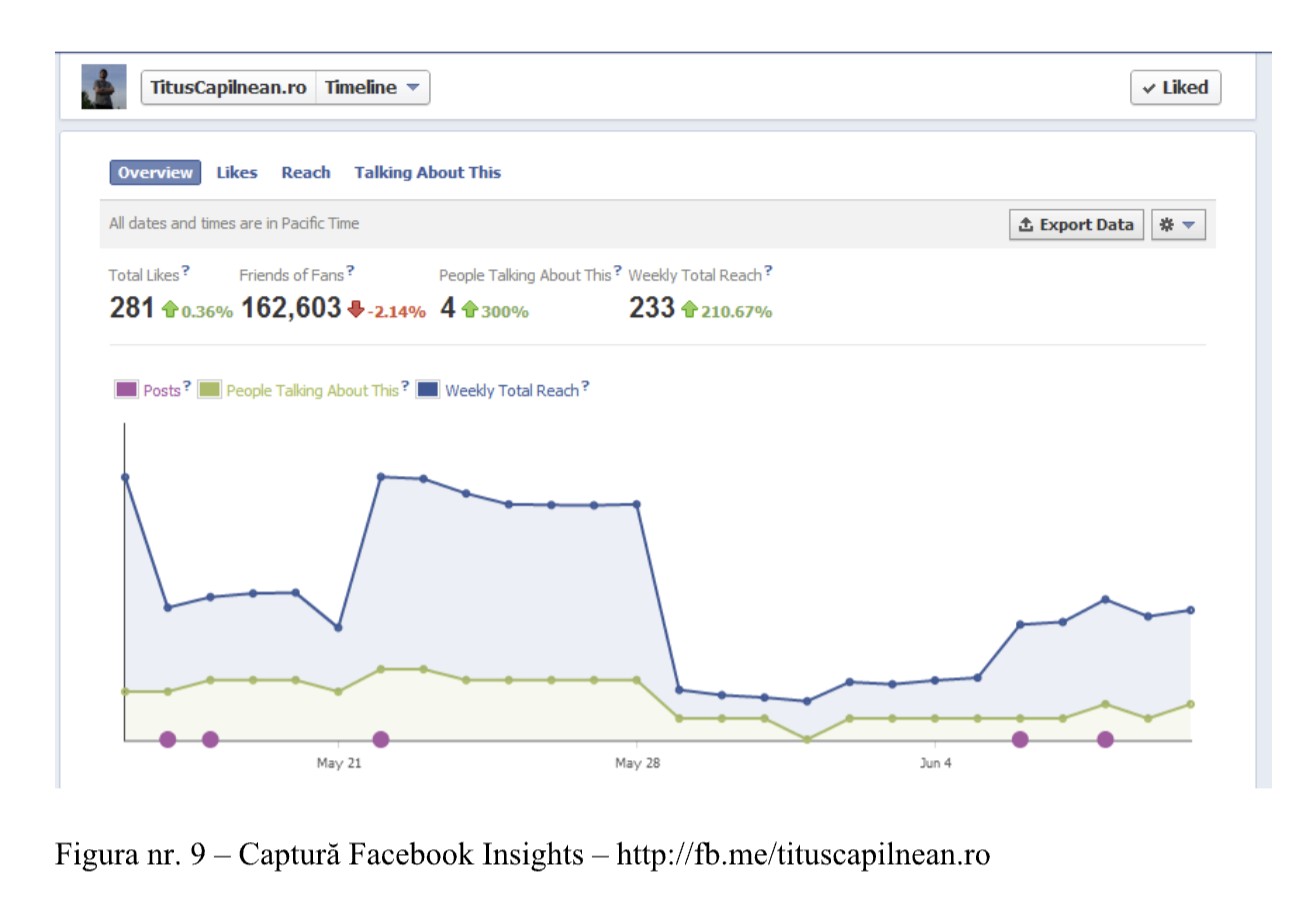 TitusCapilnean.ro Timeline
Liked
Overview Likes Reach Talking About This
All dates and times are in Pacific Time
Export Data
Total Likes? Friends of Fans? People Talking About This? Weekly Total Reach?
281 0.36% 162,603 -2.14% 4 300% 233 210.67%
Posts? People Talking About This? Weekly Total Reach?
May 21 May 28 Jun 4
Figura nr. 9 – Captură Facebook Insights – http://fb.me/tituscapilnean.ro